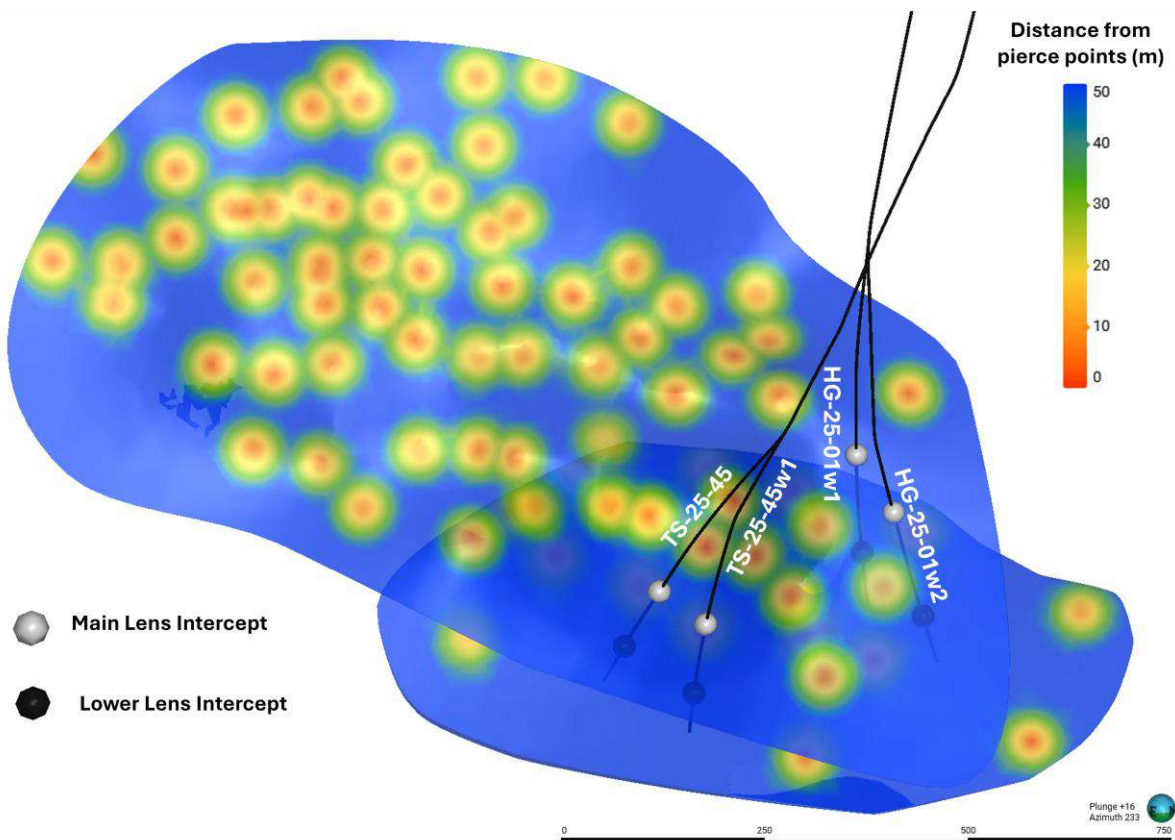 Distance from
pierce points (m)
50
40
30
20
10
0
HG-25-01w1
HG-25-01w2
TS-25-45
TS-25-45w1
Main Lens Intercept
Lower Lens Intercept
Plunge +16
Azimuth 233
0
250
500
750